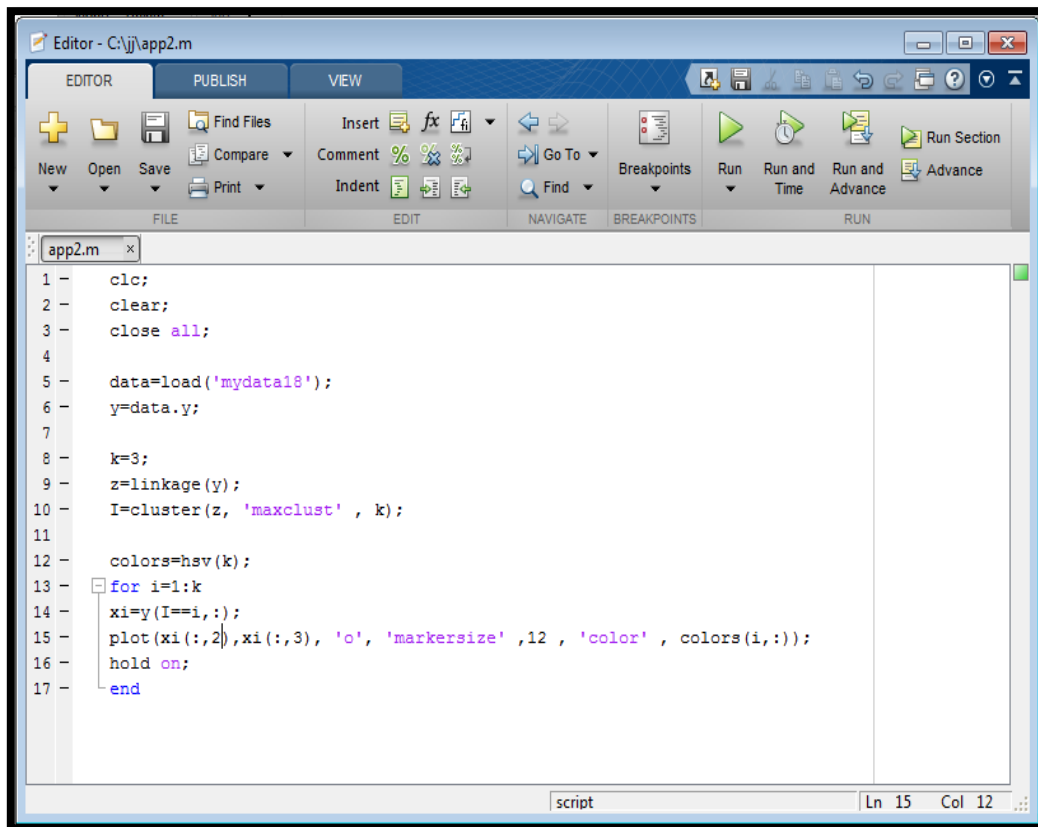 Editor - C:\jj\app2.m
EDITOR PUBLISH VIEW
New Open Save
Find Files
Compare
Print
FILE
Insert fx
Comment
Indent
EDIT
Go To
Find
NAVIGATE
Breakpoints
BREAKPOINTS
Run Run and Time Run and Advance
Run Section
Advance
RUN
app2.m ×
1 – clc;
2 – clear;
3 – close all;
4
5 – data=load('mydata18');
6 – y=data.y;
7
8 – k=3;
9 – z=linkage(y);
10 – I=cluster(z, 'maxclust' , k);
11
12 – colors=hsv(k);
13 – for i=1:k
14 – xi=y(I==i,:);
15 – plot(xi(:,2),xi(:,3), 'o', 'markersize' ,12 , 'color' , colors(i,:));
16 – hold on;
17 – end
script Ln 15 Col 12